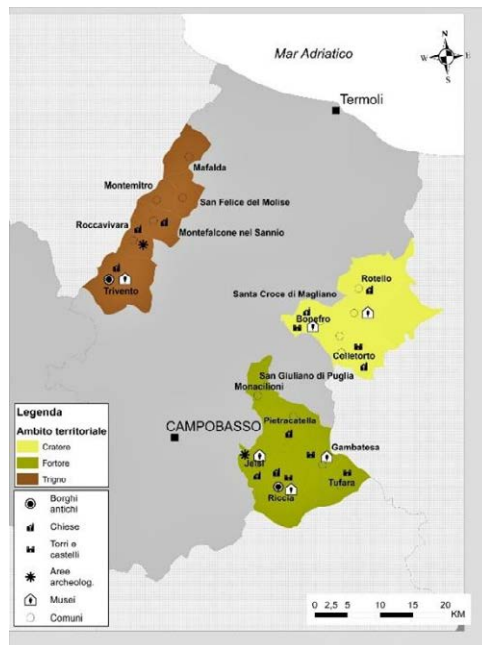 N
W E
S
Mar Adriatico
Termoli
Mafalda
Montemitro
San Felice del Molise
Roccavivara
Montefalcone nel Sannio
Trivento
Rotello
Santa Croce di Magliano
Bonefro
Colletorto
San Giuliano di Puglia
Monacilioni
Pietracatella
CAMPOBASSO
Gambatesa
Jelsi
Tufara
Riccia
Legenda
Ambito territoriale
Cratere
Fortore
Trigno
Borghi
antichi
Chiese
Torri e
castelli
Aree
archeolog.
Musei
Comuni
0 2,5 5 10 15 20
KM